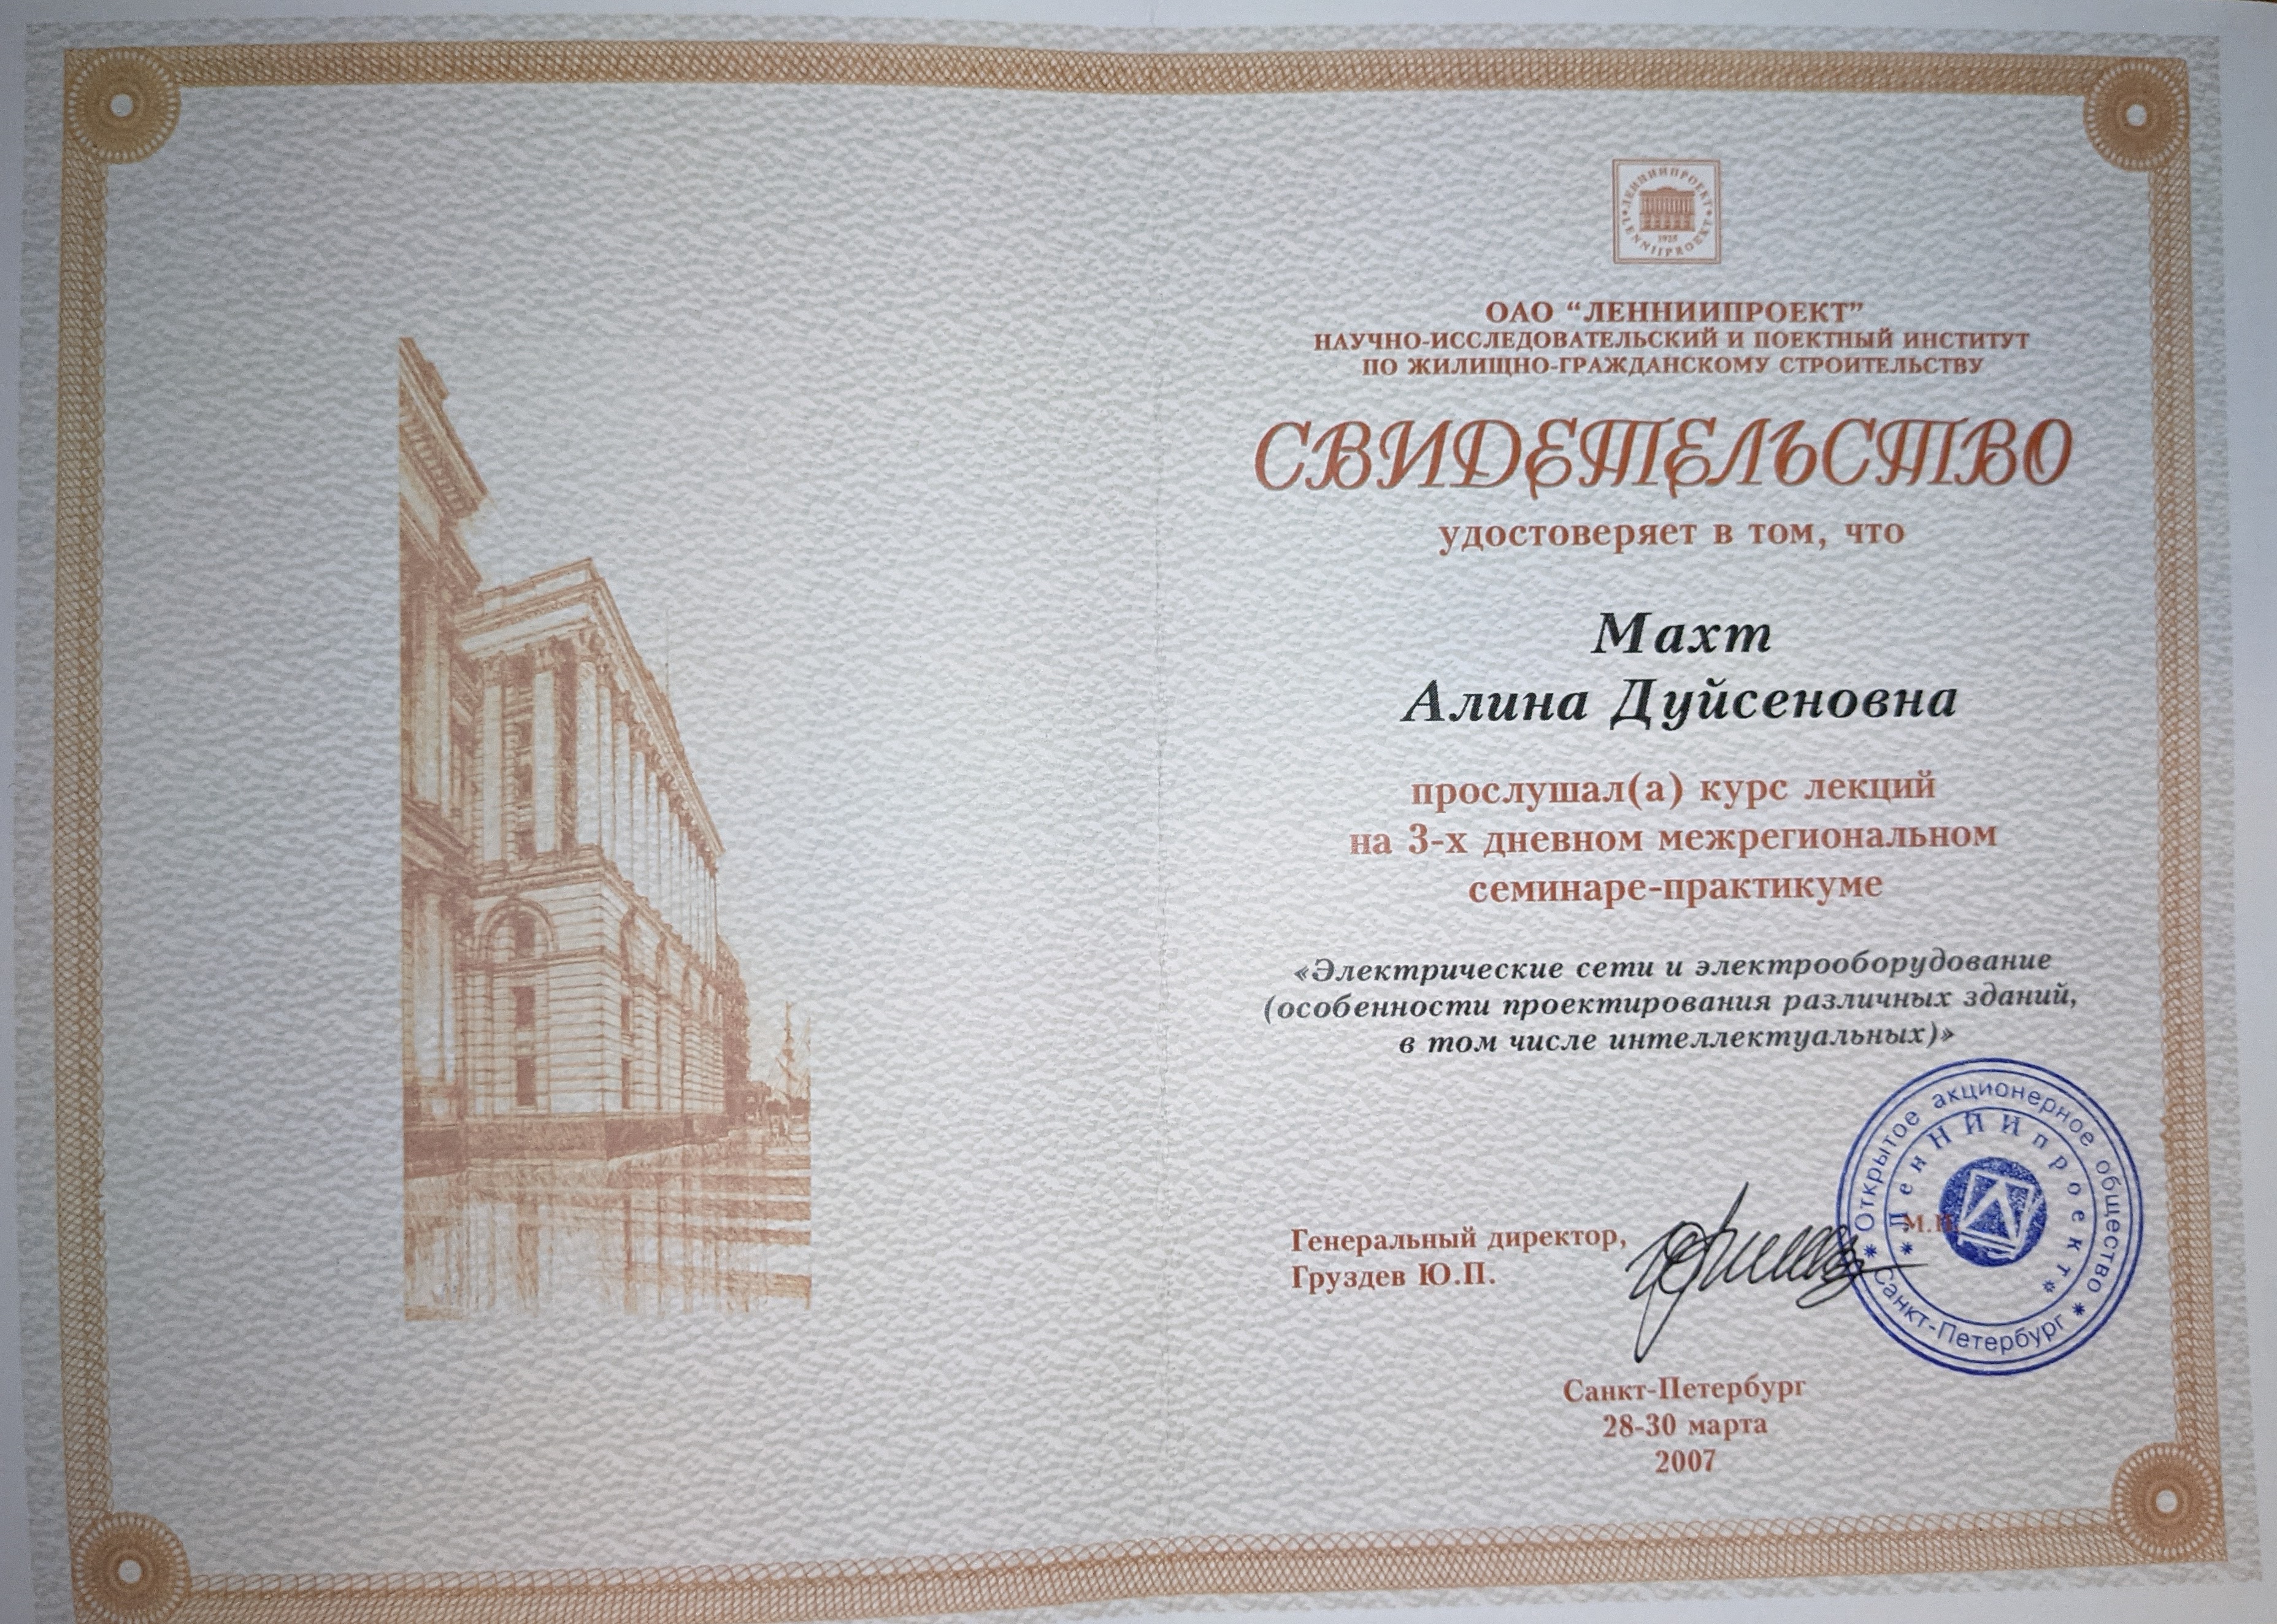 ЛЕННИИПРОЕКТ
1925
LENNIIPROEKT
ОАО “ЛЕННИИПРОЕКТ”
НАУЧНО-ИССЛЕДОВАТЕЛЬСКИЙ И ПОЕКТНЫЙ ИНСТИТУТ
ПО ЖИЛИЩНО-ГРАЖДАНСКОМУ СТРОИТЕЛЬСТВУ
СВИДЕТЕЛЬСТВО
удостоверяет в том, что
Махт
Алина Дуйсеновна
прослушал(а) курс лекций
на 3-х дневном межрегиональном
семинаре-практикуме
«Электрические сети и электрооборудование
(особенности проектирования различных зданий,
в том числе интеллектуальных)»
Генеральный директор,
Груздев Ю.П.
М.П.
Открытое акционерное общество
ЛенНИИпроект
Санкт-Петербург
Санкт-Петербург
28-30 марта
2007